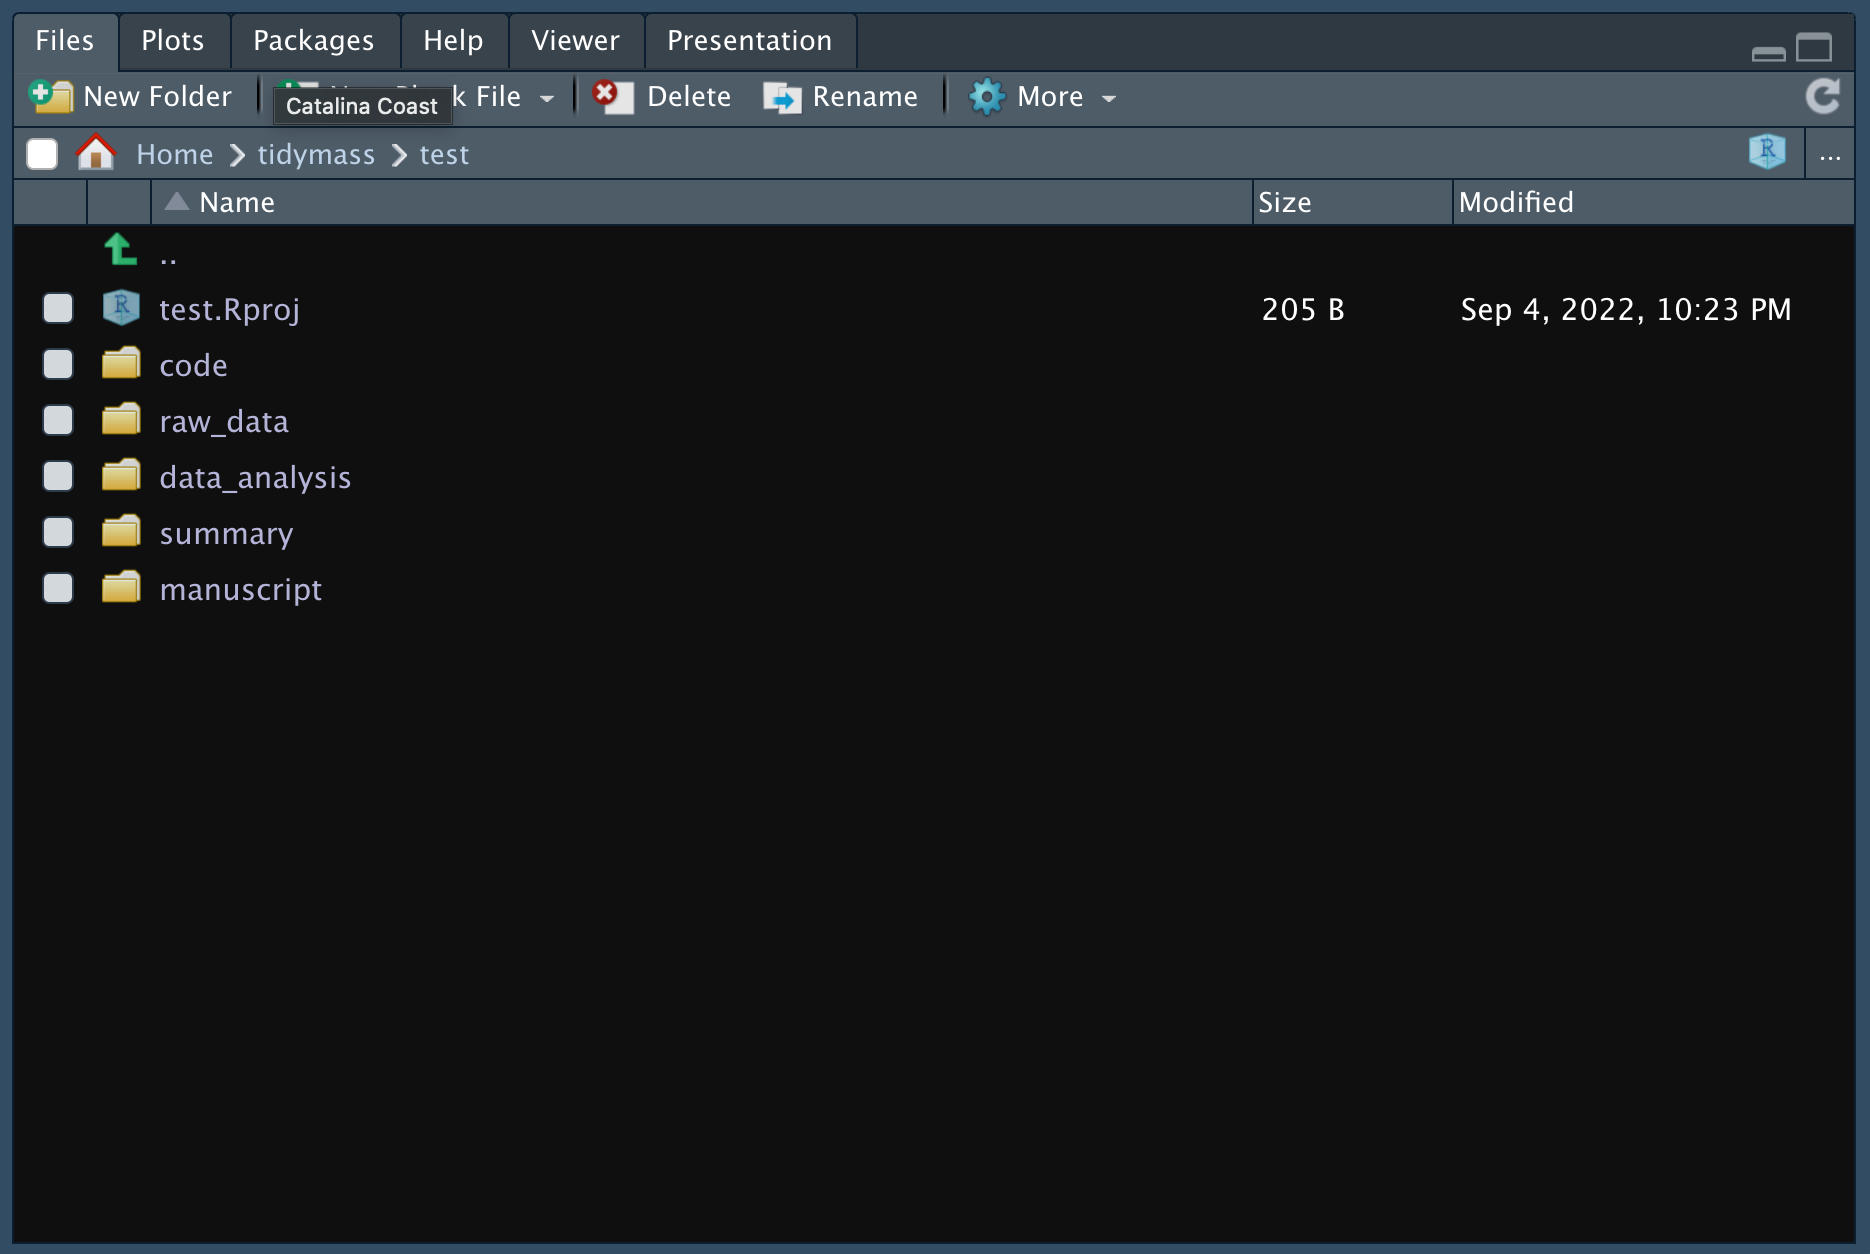 Files Plots Packages Help Viewer Presentation
New Folder Catalina Coast k File Delete Rename More
Home tidymass test ...
Name Size Modified
..
test.Rproj 205 B Sep 4, 2022, 10:23 PM
code
raw_data
data_analysis
summary
manuscript